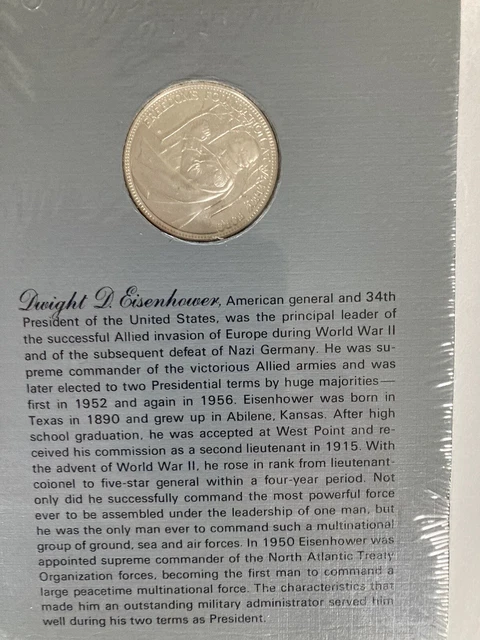 Dwight D. Eisenhower, American general and 34th
President of the United States, was the principal leader of
the successful Allied invasion of Europe during World War II
and of the subsequent defeat of Nazi Germany. He was su-
preme commander of the victorious Allied armies and was
later elected to two Presidential terms by huge majorities—
first in 1952 and again in 1956. Eisenhower was born in
Texas in 1890 and grew up in Abilene, Kansas. After high
school graduation, he was accepted at West Point and re-
ceived his commission as a second lieutenant in 1915. With
the advent of World War II, he rose in rank from lieutenant-
colonel to five-star general within a four-year period. Not
only did he successfully command the most powerful force
ever to be assembled under the leadership of one man, but
he was the only man ever to command such a multinational
group of ground, sea and air forces. In 1950 Eisenhower was
appointed supreme commander of the North Atlantic Treaty
Organization forces, becoming the first man to command a
large peacetime multinational force. The characteristics that
made him an outstanding military administrator served him
well during his two terms as President.